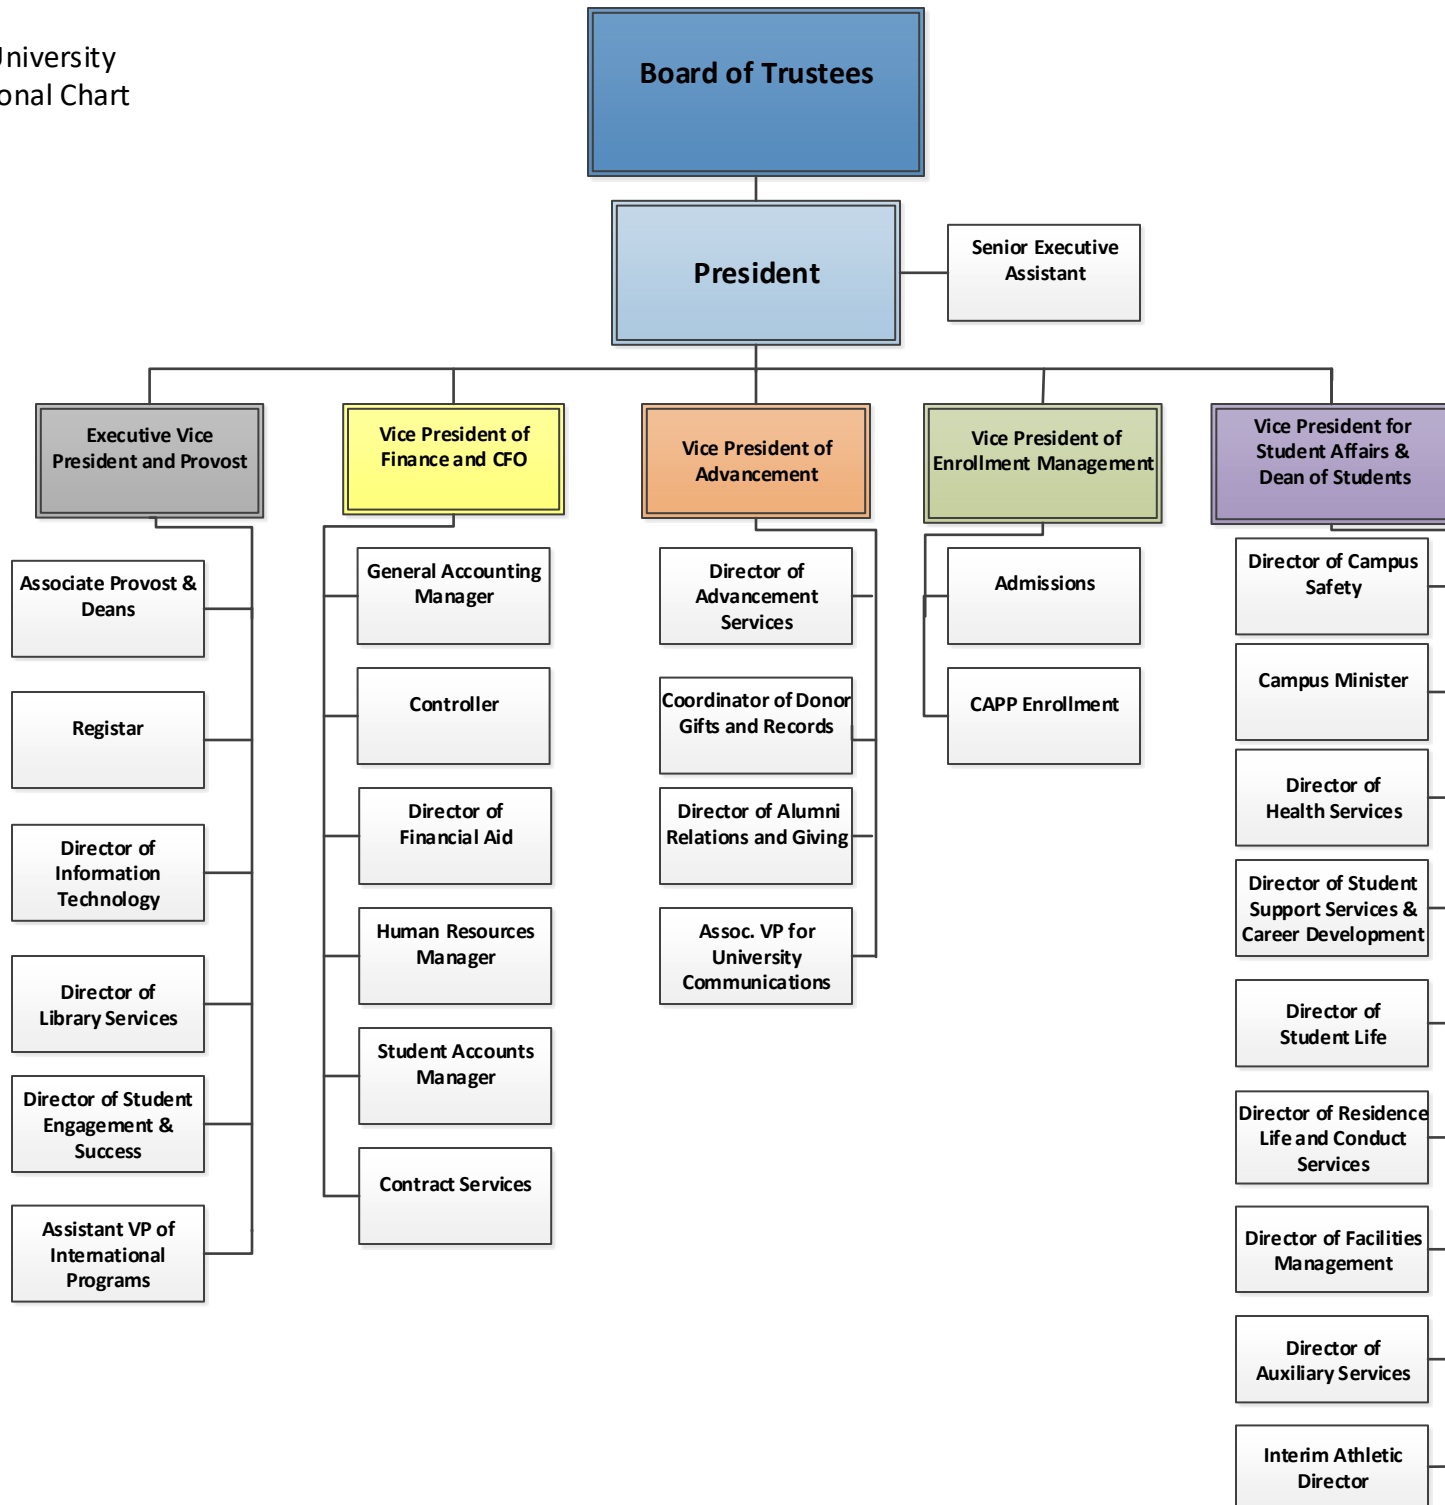 University
onal Chart
Board of Trustees
President
Senior Executive
Assistant
Executive Vice
President and Provost
Vice President of
Finance and CFO
Vice President of
Advancement
Vice President of
Enrollment Management
Vice President for
Student Affairs &
Dean of Students
Associate Provost &
Deans
Registar
Director of
Information
Technology
Director of
Library Services
Director of Student
Engagement &
Success
Assistant VP of
International
Programs
General Accounting
Manager
Controller
Director of
Financial Aid
Human Resources
Manager
Student Accounts
Manager
Contract Services
Director of
Advancement
Services
Coordinator of Donor
Gifts and Records
Director of Alumni
Relations and Giving
Assoc. VP for
University
Communications
Admissions
CAPP Enrollment
Director of Campus
Safety
Campus Minister
Director of
Health Services
Director of Student
Support Services &
Career Development
Director of
Student Life
Director of Residence
Life and Conduct
Services
Director of Facilities
Management
Director of
Auxiliary Services
Interim Athletic
Director